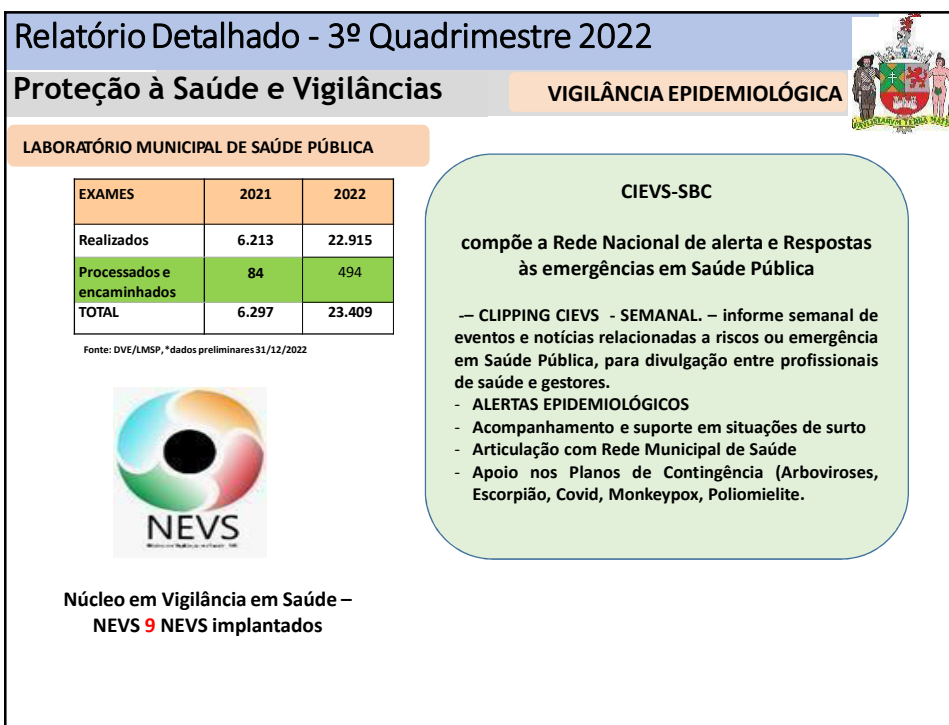 Relatório Detalhado - 3º Quadrimestre 2022
Proteção à Saúde e Vigilâncias
VIGILÂNCIA EPIDEMIOLÓGICA
LABORATÓRIO MUNICIPAL DE SAÚDE PÚBLICA
EXAMES 2021 2022
Realizados 6.213 22.915
Processados e encaminhados 84 494
TOTAL 6.297 23.409
Fonte: DVE/LMSP, *dados preliminares 31/12/2022
NEVS
Núcleo em Vigilância em Saúde –
NEVS 9 NEVS implantados
CIEVS-SBC
compõe a Rede Nacional de alerta e Respostas
às emergências em Saúde Pública
-– CLIPPING CIEVS - SEMANAL. – informe semanal de
eventos e notícias relacionadas a riscos ou emergência
em Saúde Pública, para divulgação entre profissionais
de saúde e gestores.
- ALERTAS EPIDEMIOLÓGICOS
- Acompanhamento e suporte em situações de surto
- Articulação com Rede Municipal de Saúde
- Apoio nos Planos de Contingência (Arboviroses,
Escorpião, Covid, Monkeypox, Poliomielite.